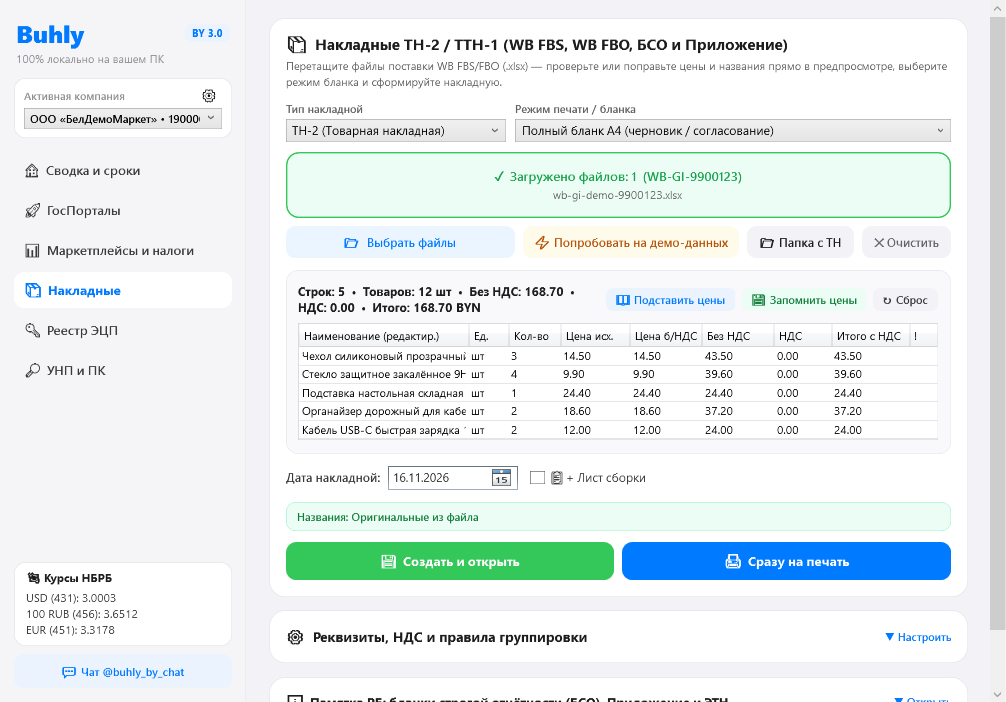 Buhly
BY 3.0
100% локально на вашем ПК
Активная компания
ООО «БелДемоМаркет» • 19000
Сводка и сроки
ГосПорталы
Маркетплейсы и налоги
Накладные
Реестр ЭЦП
УНП и ПК
Курсы НБРБ
USD (431): 3.0003
100 RUB (456): 3.6512
EUR (451): 3.3178
Чат @buhly_by_chat
Накладные ТН-2 / ТТН-1 (WB FBS, WB FBO, БСО и Приложение)
Перетащите файлы поставки WB FBS/FBO (.xlsx) — проверьте или поправьте цены и названия прямо в предпросмотре, выберите
режим бланка и сформируйте накладную.
Тип накладной
Режим печати / бланка
ТН-2 (Товарная накладная)
Полный бланк А4 (черновик / согласование)
✓ Загружено файлов: 1 (WB-GI-9900123)
wb-gi-demo-9900123.xlsx
Выбрать файлы
Попробовать на демо-данных
Папка с ТН
Очистить
Строк: 5 • Товаров: 12 шт • Без НДС: 168.70 •
НДС: 0.00 • Итого: 168.70 BYN
Подставить цены
Запомнить цены
Сброс
Наименование (редактир.) Ед. Кол-во Цена исх. Цена б/НДС Без НДС НДС Итого с НДС !
Чехол силиконовый прозрачный шт 3 14.50 14.50 43.50 0.00 43.50
Стекло защитное закалённое 9H шт 4 9.90 9.90 39.60 0.00 39.60
Подставка настольная складная шт 1 24.40 24.40 24.40 0.00 24.40
Органайзер дорожный для кабе шт 2 18.60 18.60 37.20 0.00 37.20
Кабель USB-C быстрая зарядка шт 2 12.00 12.00 24.00 0.00 24.00
Дата накладной:
16.11.2026
15
+ Лист сборки
Названия: Оригинальные из файла
Создать и открыть
Сразу на печать
Реквизиты, НДС и правила группировки
▼ Настроить
Памятка РБ: бланки строгой отчётности (БСО), Приложение и ЭТН
▼ Открыть